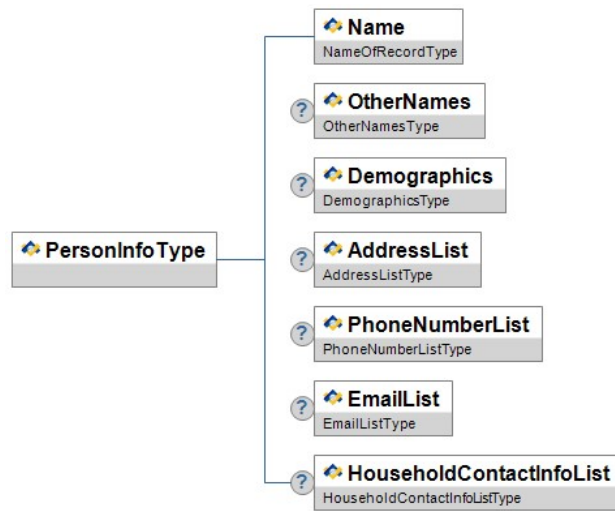 Name
NameOfRecordType
?
OtherNames
OtherNamesType
?
Demographics
DemographicsType
PersonInfoType
?
AddressList
AddressListType
?
PhoneNumberList
PhoneNumberListType
?
EmailList
EmailListType
?
HouseholdContactInfoList
HouseholdContactInfoListType